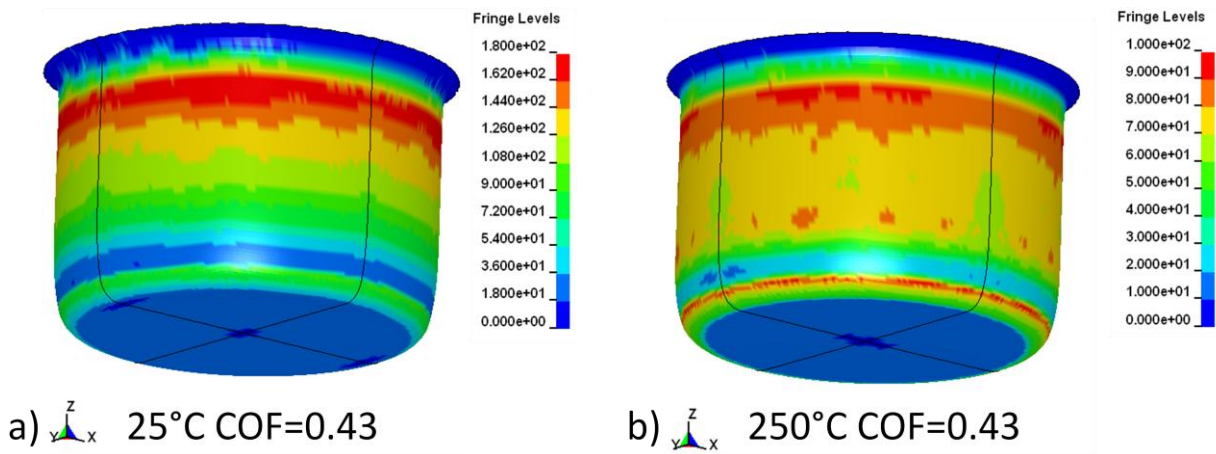 Fringe Levels
1.800e+02
1.620e+02
1.440e+02
1.260e+02
1.080e+02
9.000e+01
7.200e+01
5.400e+01
3.600e+01
1.800e+01
0.000e+00
Fringe Levels
1.000e+02
9.000e+01
8.000e+01
7.000e+01
6.000e+01
5.000e+01
4.000e+01
3.000e+01
2.000e+01
1.000e+01
0.000e+00
a) Z Y X 25°C COF=0.43
b) Z Y X 250°C COF=0.43